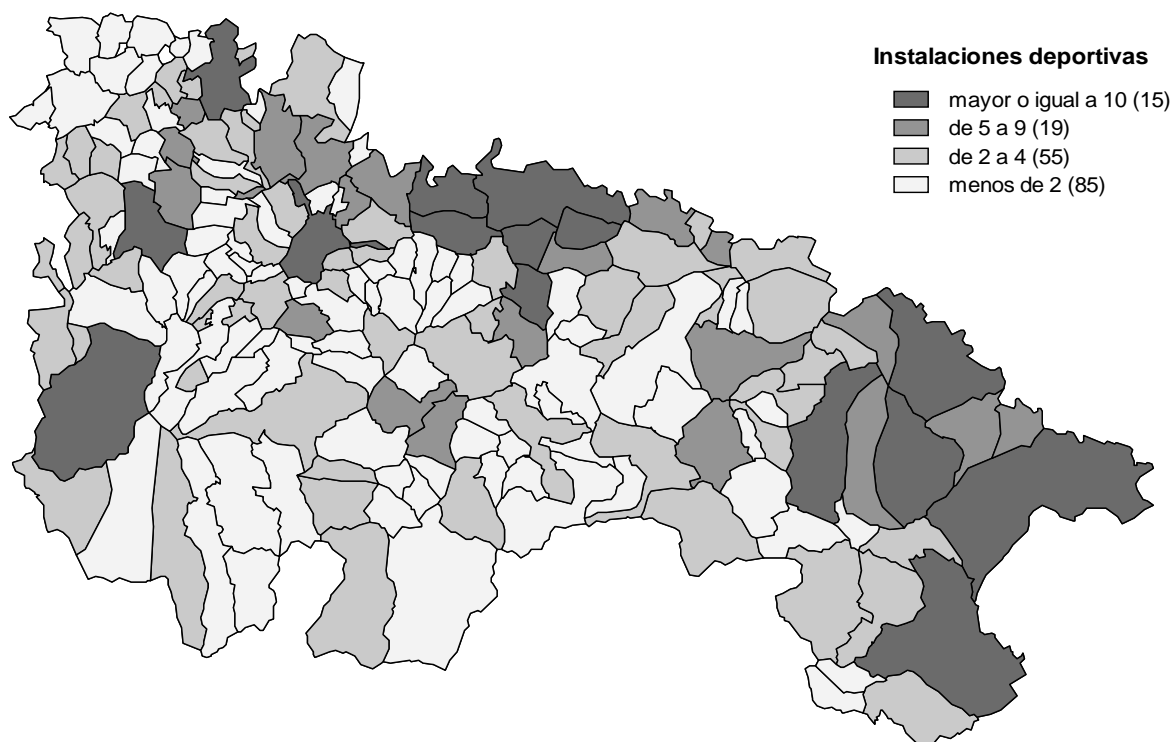 Instalaciones deportivas
mayor o igual a 10 (15)
de 5 a 9 (19)
de 2 a 4 (55)
menos de 2 (85)